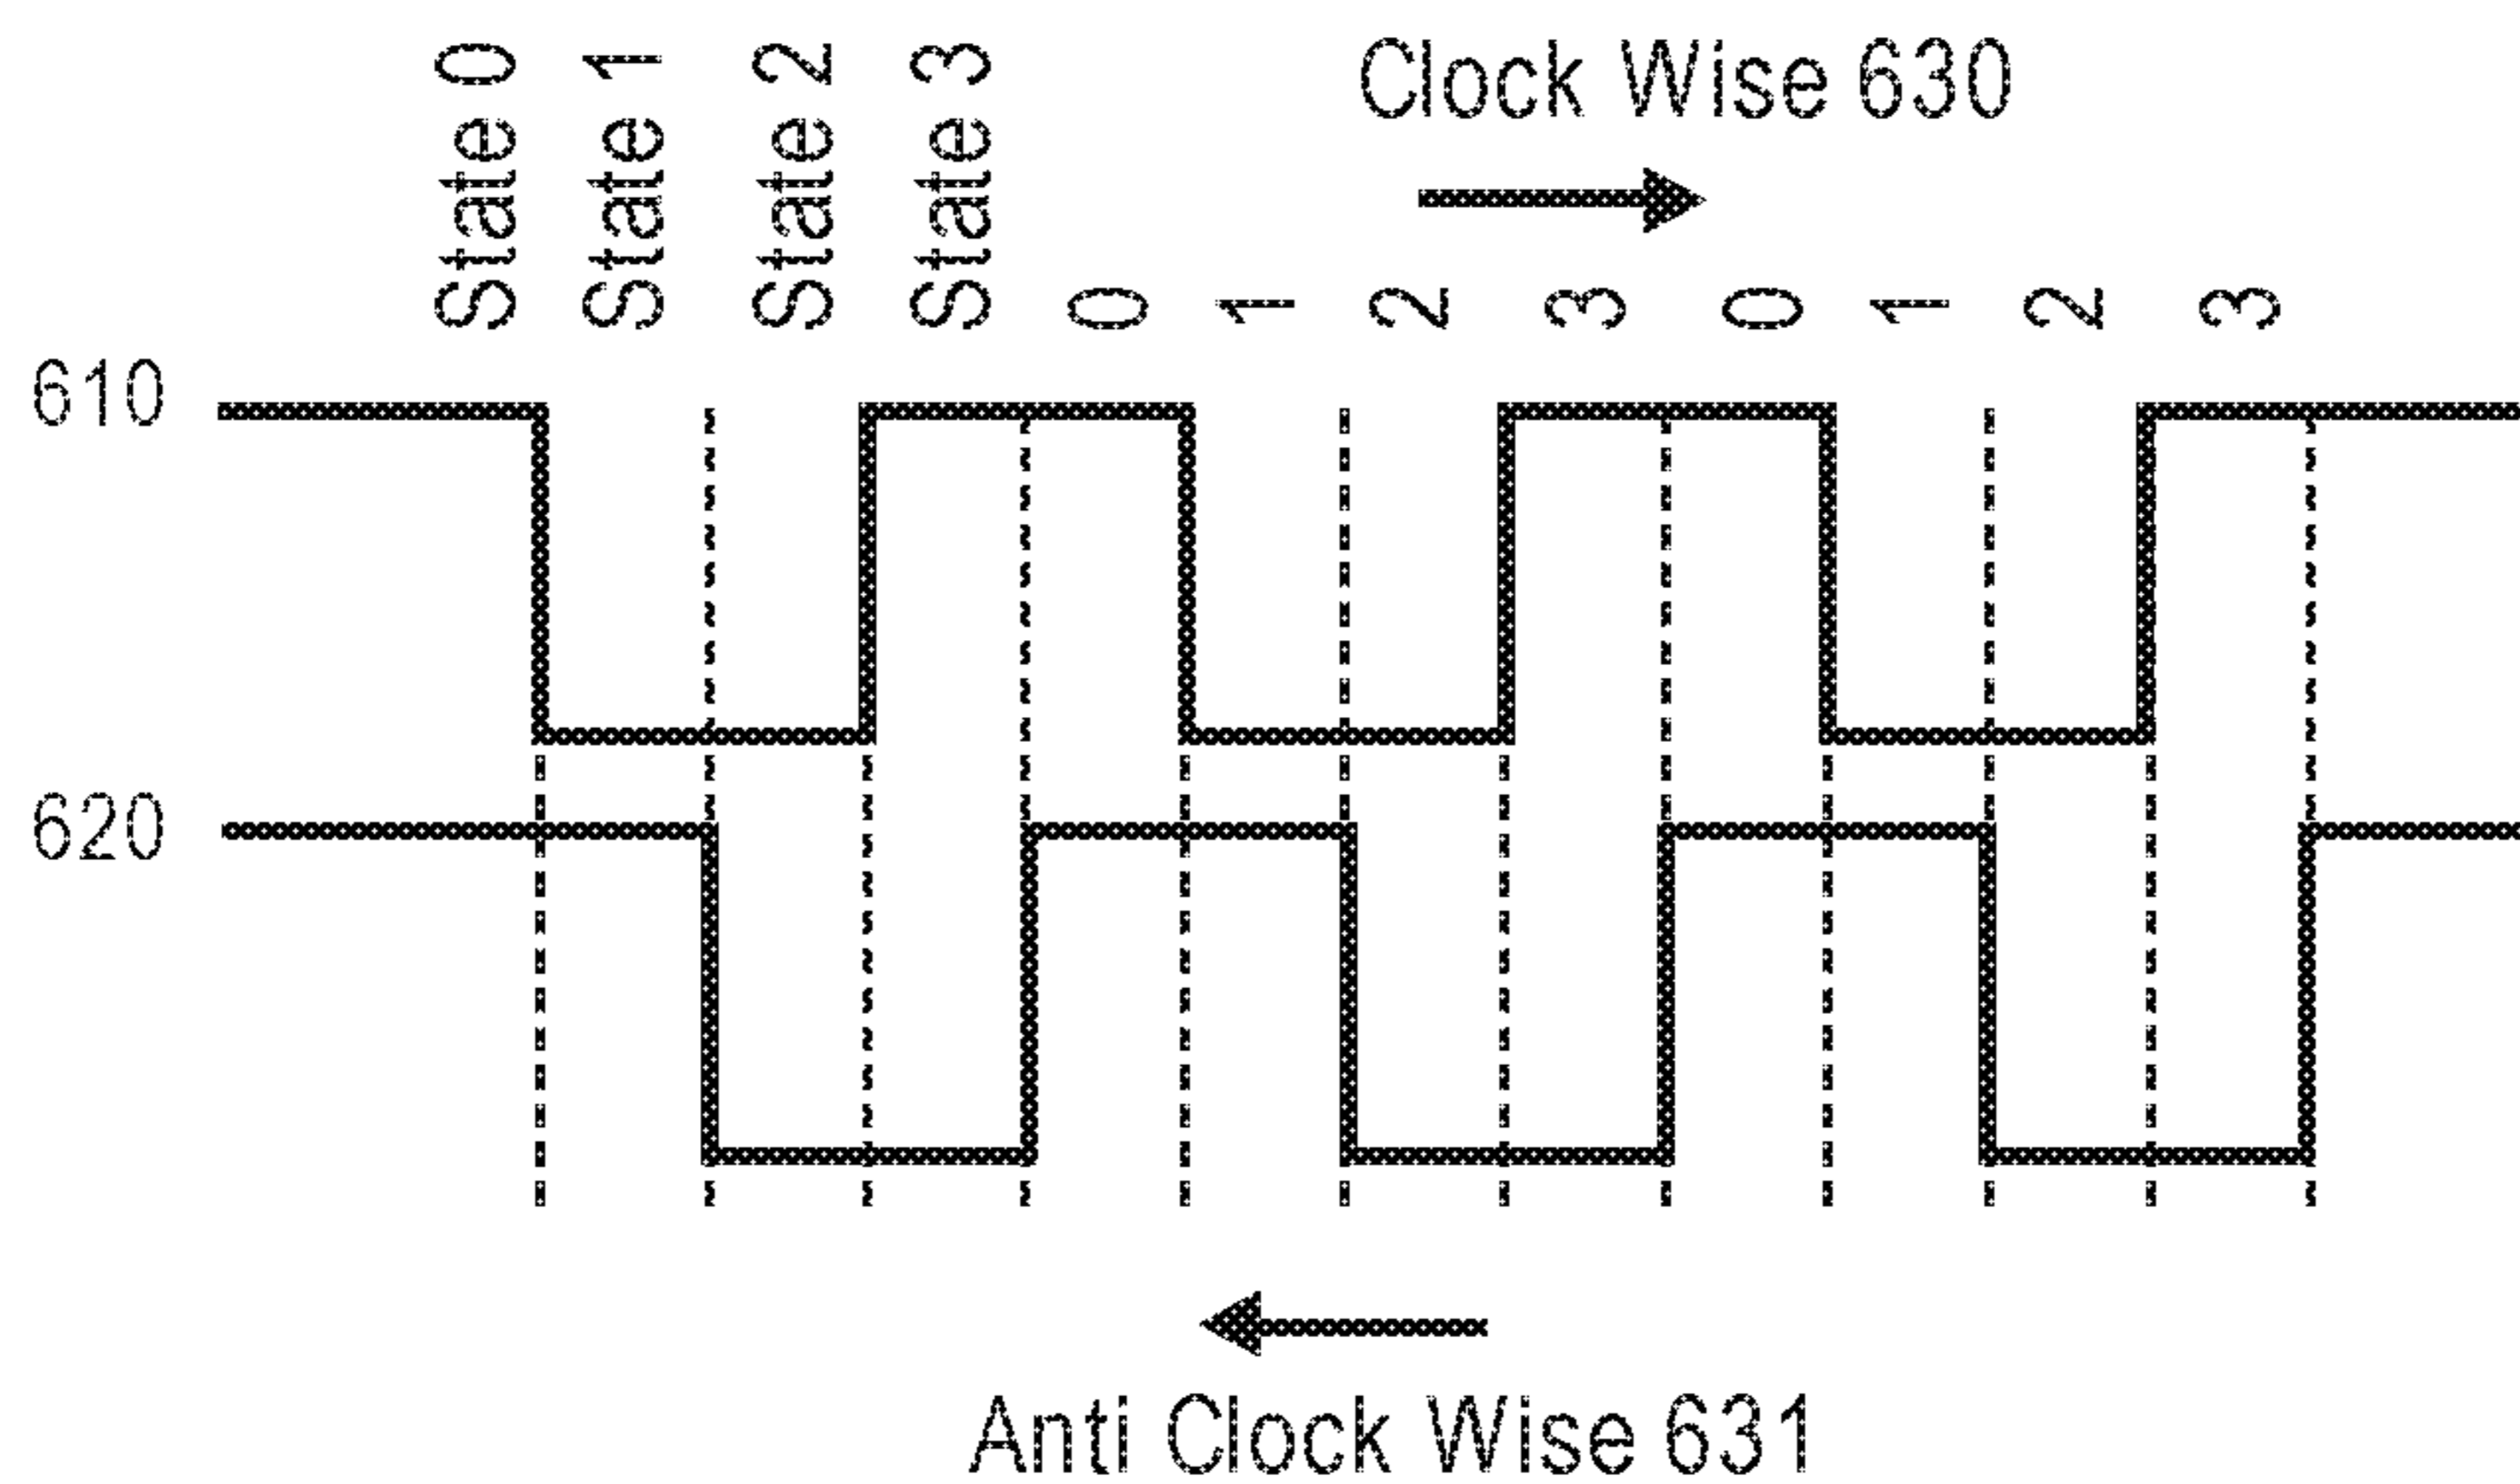 Clock Wise 630
State 0
State 1
State 2
State 3
0
1
2
3
0
1
2
3
610
620
Anti Clock Wise 631